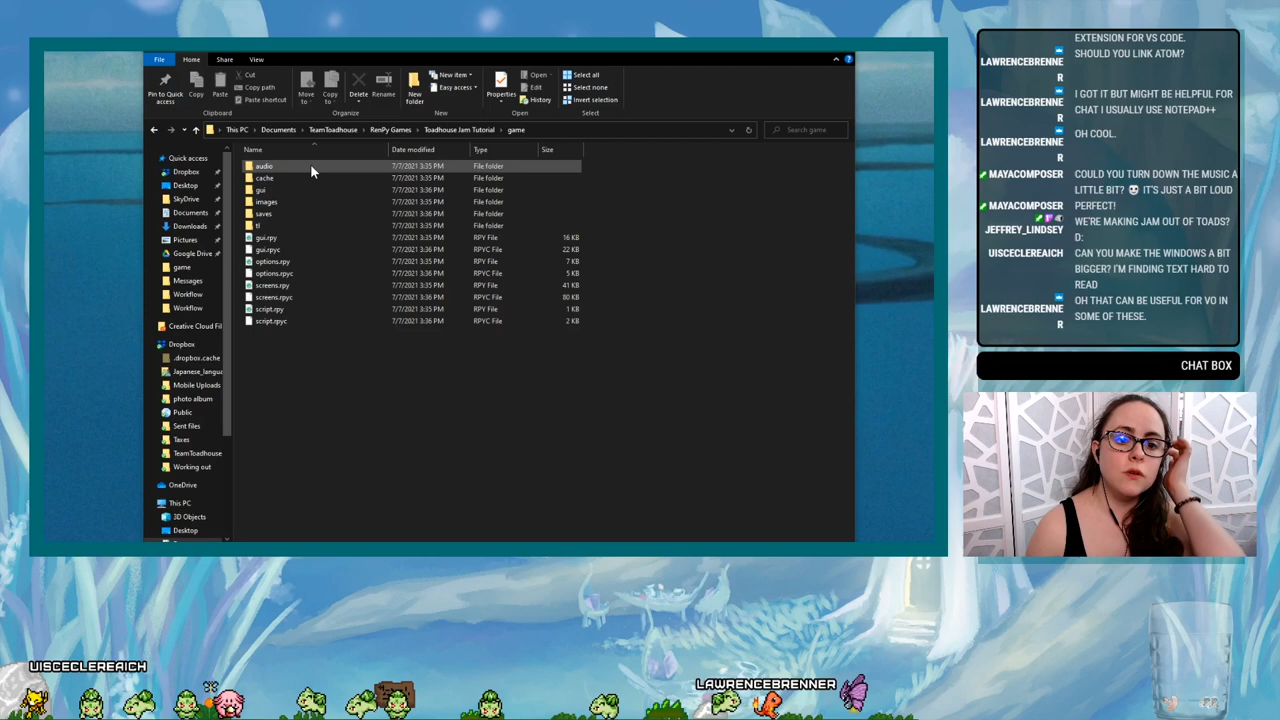 File
Home
Share
View
Pin to Quick access
Copy
Paste
Cut
Copy path
Paste shortcut
Clipboard
Move to
Copy to
Delete
Rename
Organize
New folder
New item
Easy access
New
Properties
Open
Edit
History
Open
Select all
Select none
Invert selection
Select
This PC > Documents > TeamToadhouse > RenPy Games > Toadhouse Jam Tutorial > game
Search game
Name Date modified Type Size
audio 7/7/2021 3:35 PM File folder
cache 7/7/2021 3:35 PM File folder
gui 7/7/2021 3:36 PM File folder
images 7/7/2021 3:35 PM File folder
saves 7/7/2021 3:35 PM File folder
tl 7/7/2021 3:35 PM File folder
gui.rpy 7/7/2021 3:35 PM RPY File 16 KB
gui.rpyc 7/7/2021 3:36 PM RPYC File 22 KB
options.rpy 7/7/2021 3:35 PM RPY File 7 KB
options.rpyc 7/7/2021 3:36 PM RPYC File 5 KB
screens.rpy 7/7/2021 3:35 PM RPY File 41 KB
screens.rpyc 7/7/2021 3:36 PM RPYC File 80 KB
script.rpy 7/7/2021 3:35 PM RPY File 1 KB
script.rpyc 7/7/2021 3:36 PM RPYC File 2 KB
Quick access
Dropbox
Desktop
SkyDrive
Documents
Downloads
Pictures
Google Drive
game
Messages
Workflow
Workflow
Creative Cloud Fil
Dropbox
.dropbox.cache
Japanese_langua
Mobile Uploads
photo album
Public
Sent files
Taxes
TeamToadhouse
Working out
OneDrive
This PC
3D Objects
Desktop
EXTENSION FOR VS CODE.
SHOULD YOU LINK ATOM?
LAWRENCEBRENNE
R
I GOT IT BUT MIGHT BE HELPFUL
FOR CHAT I USUALLY USE NOTEPAD++
LAWRENCEBRENNE
R
OH COOL.
LAWRENCEBRENNE
R
MAYACOMPOSER COULD YOU TURN DOWN THE MUSIC A
LITTLE BIT? IT'S JUST A BIT LOUD
MAYACOMPOSER PERFECT!
JEFFREY_LINDSEY WE'RE MAKING JAM OUT OF TOADS?
D:
UISCECLEREAICH CAN YOU MAKE THE WINDOWS A BIT
BIGGER? I'M FINDING TEXT HARD TO
READ
LAWRENCEBRENNE
R
OH THAT CAN BE USEFUL FOR VO IN
SOME OF THESE.
CHAT BOX
UISCECLEREAICH
LAWRENCEBRENNER